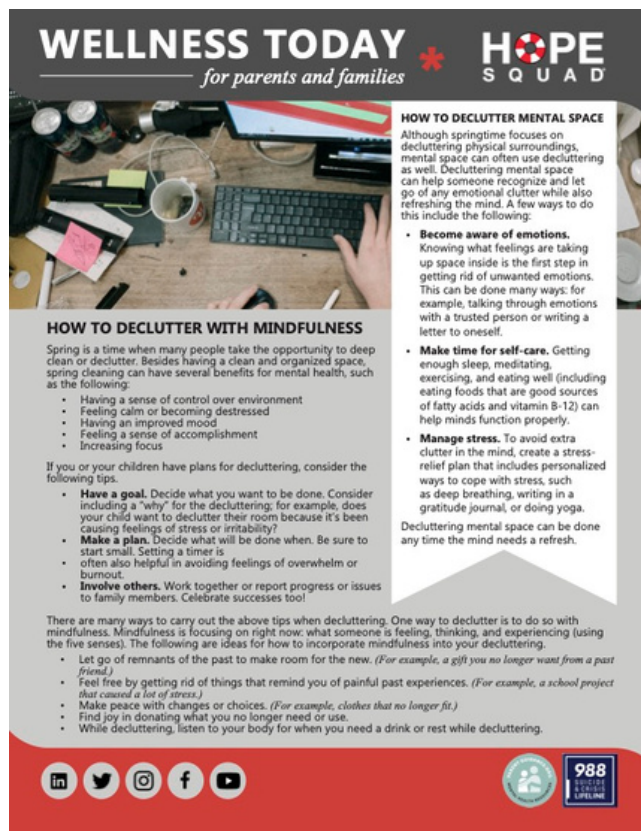 WELLNESS TODAY
for parents and families
HOPE
SQUAD
HOW TO DECLUTTER WITH MINDFULNESS
Spring is a time when many people take the opportunity to deep
clean or declutter. Besides having a clean and organized space,
spring cleaning can have several benefits for mental health, such
as the following:
• Having a sense of control over environment
• Feeling calm or becoming destressed
• Having an improved mood
• Feeling a sense of accomplishment
• Increasing focus
If you or your children have plans for decluttering, consider the
following tips.
• Have a goal. Decide what you want to be done. Consider
including a "why" for the decluttering; for example, does
your child want to declutter their room because it's been
causing feelings of stress or irritability?
• Make a plan. Decide what will be done when. Be sure to
start small. Setting a timer is
• often also helpful in avoiding feelings of overwhelm or
burnout.
• Involve others. Work together or report progress or issues
to family members. Celebrate successes too!
HOW TO DECLUTTER MENTAL SPACE
Although springtime focuses on
decluttering physical surroundings,
mental space can often use decluttering
as well. Decluttering mental space
can help someone recognize and let
go of any emotional clutter while also
refreshing the mind. A few ways to do
this include the following:
• Become aware of emotions.
Knowing what feelings are taking
up space inside is the first step in
getting rid of unwanted emotions.
This can be done many ways: for
example, talking through emotions
with a trusted person or writing a
letter to oneself.
• Make time for self-care. Getting
enough sleep, meditating,
exercising, and eating well (including
eating foods that are good sources
of fatty acids and vitamin B-12) can
help minds function properly.
• Manage stress. To avoid extra
clutter in the mind, create a stress-
relief plan that includes personalized
ways to cope with stress, such
as deep breathing, writing in a
gratitude journal, or doing yoga.
Decluttering mental space can be done
any time the mind needs a refresh.
There are many ways to carry out the above tips when decluttering. One way to declutter is to do so with
mindfulness. Mindfulness is focusing on right now: what someone is feeling, thinking, and experiencing (using
the five senses). The following are ideas for how to incorporate mindfulness into your decluttering.
• Let go of remnants of the past to make room for the new. (For example, a gift you no longer want from a past
friend.)
• Feel free by getting rid of things that remind you of painful past experiences. (For example, a school project
that caused a lot of stress.)
• Make peace with changes or choices. (For example, clothes that no longer fit.)
• Find joy in donating what you no longer need or use.
• While decluttering, listen to your body for when you need a drink or rest while decluttering.
988
SUICIDE
& CRISIS
LIFELINE